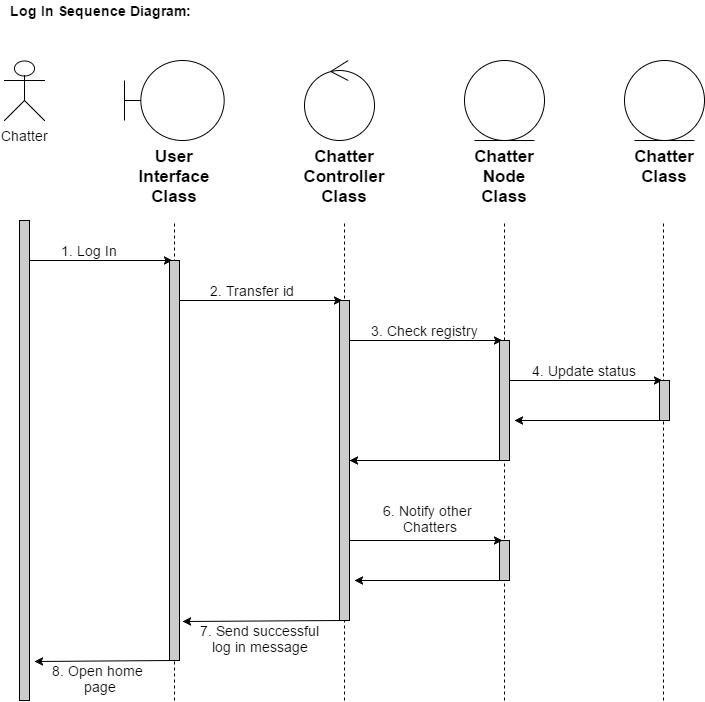 Log In Sequence Diagram:
Chatter
User
Interface
Class
Chatter
Controller
Class
Chatter
Node
Class
Chatter
Class
1. Log In
2. Transfer id
3. Check registry
4. Update status
6. Notify other
Chatters
7. Send successful
log in message
8. Open home
page